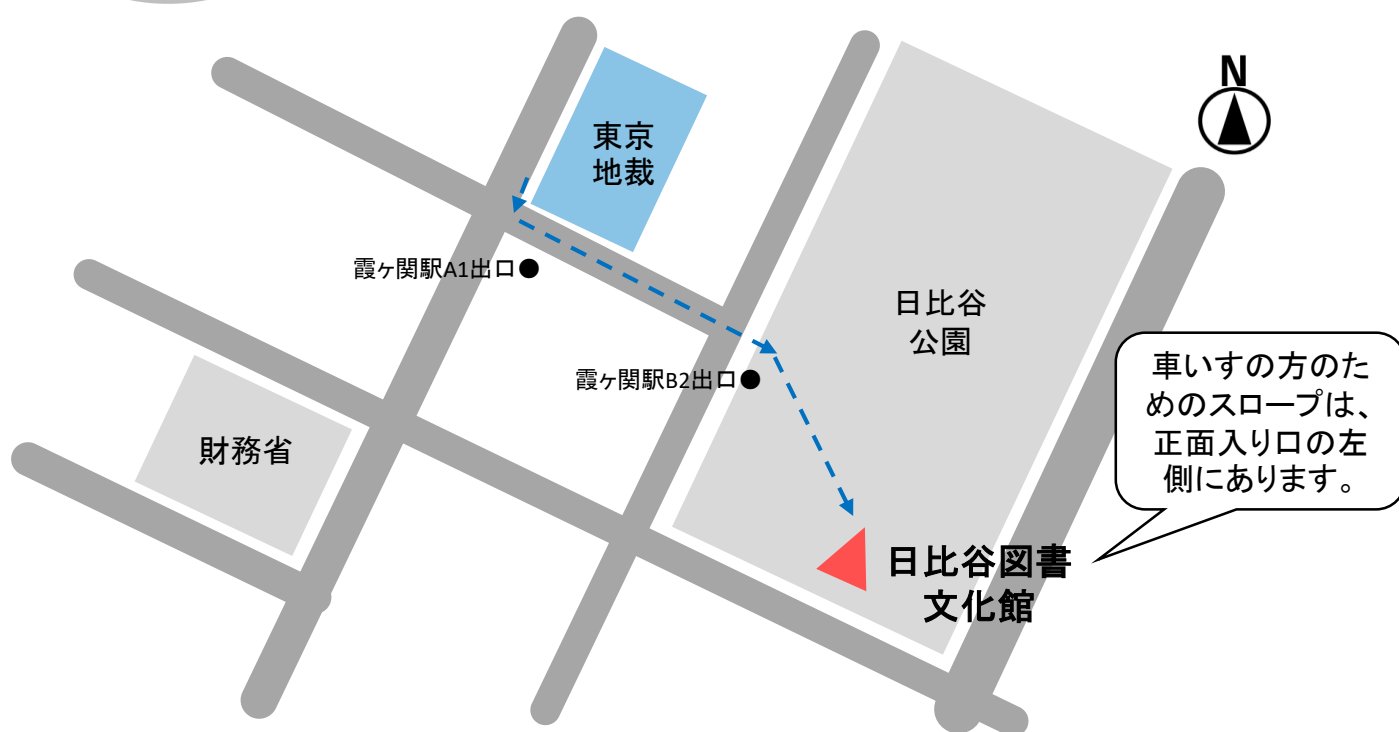 N
東京
地裁
霞ヶ関駅A1出口
日比谷
公園
霞ヶ関駅B2出口
車いすの方のた
めのスロープは、
正面入り口の左
側にあります。
財務省
日比谷図書
文化館